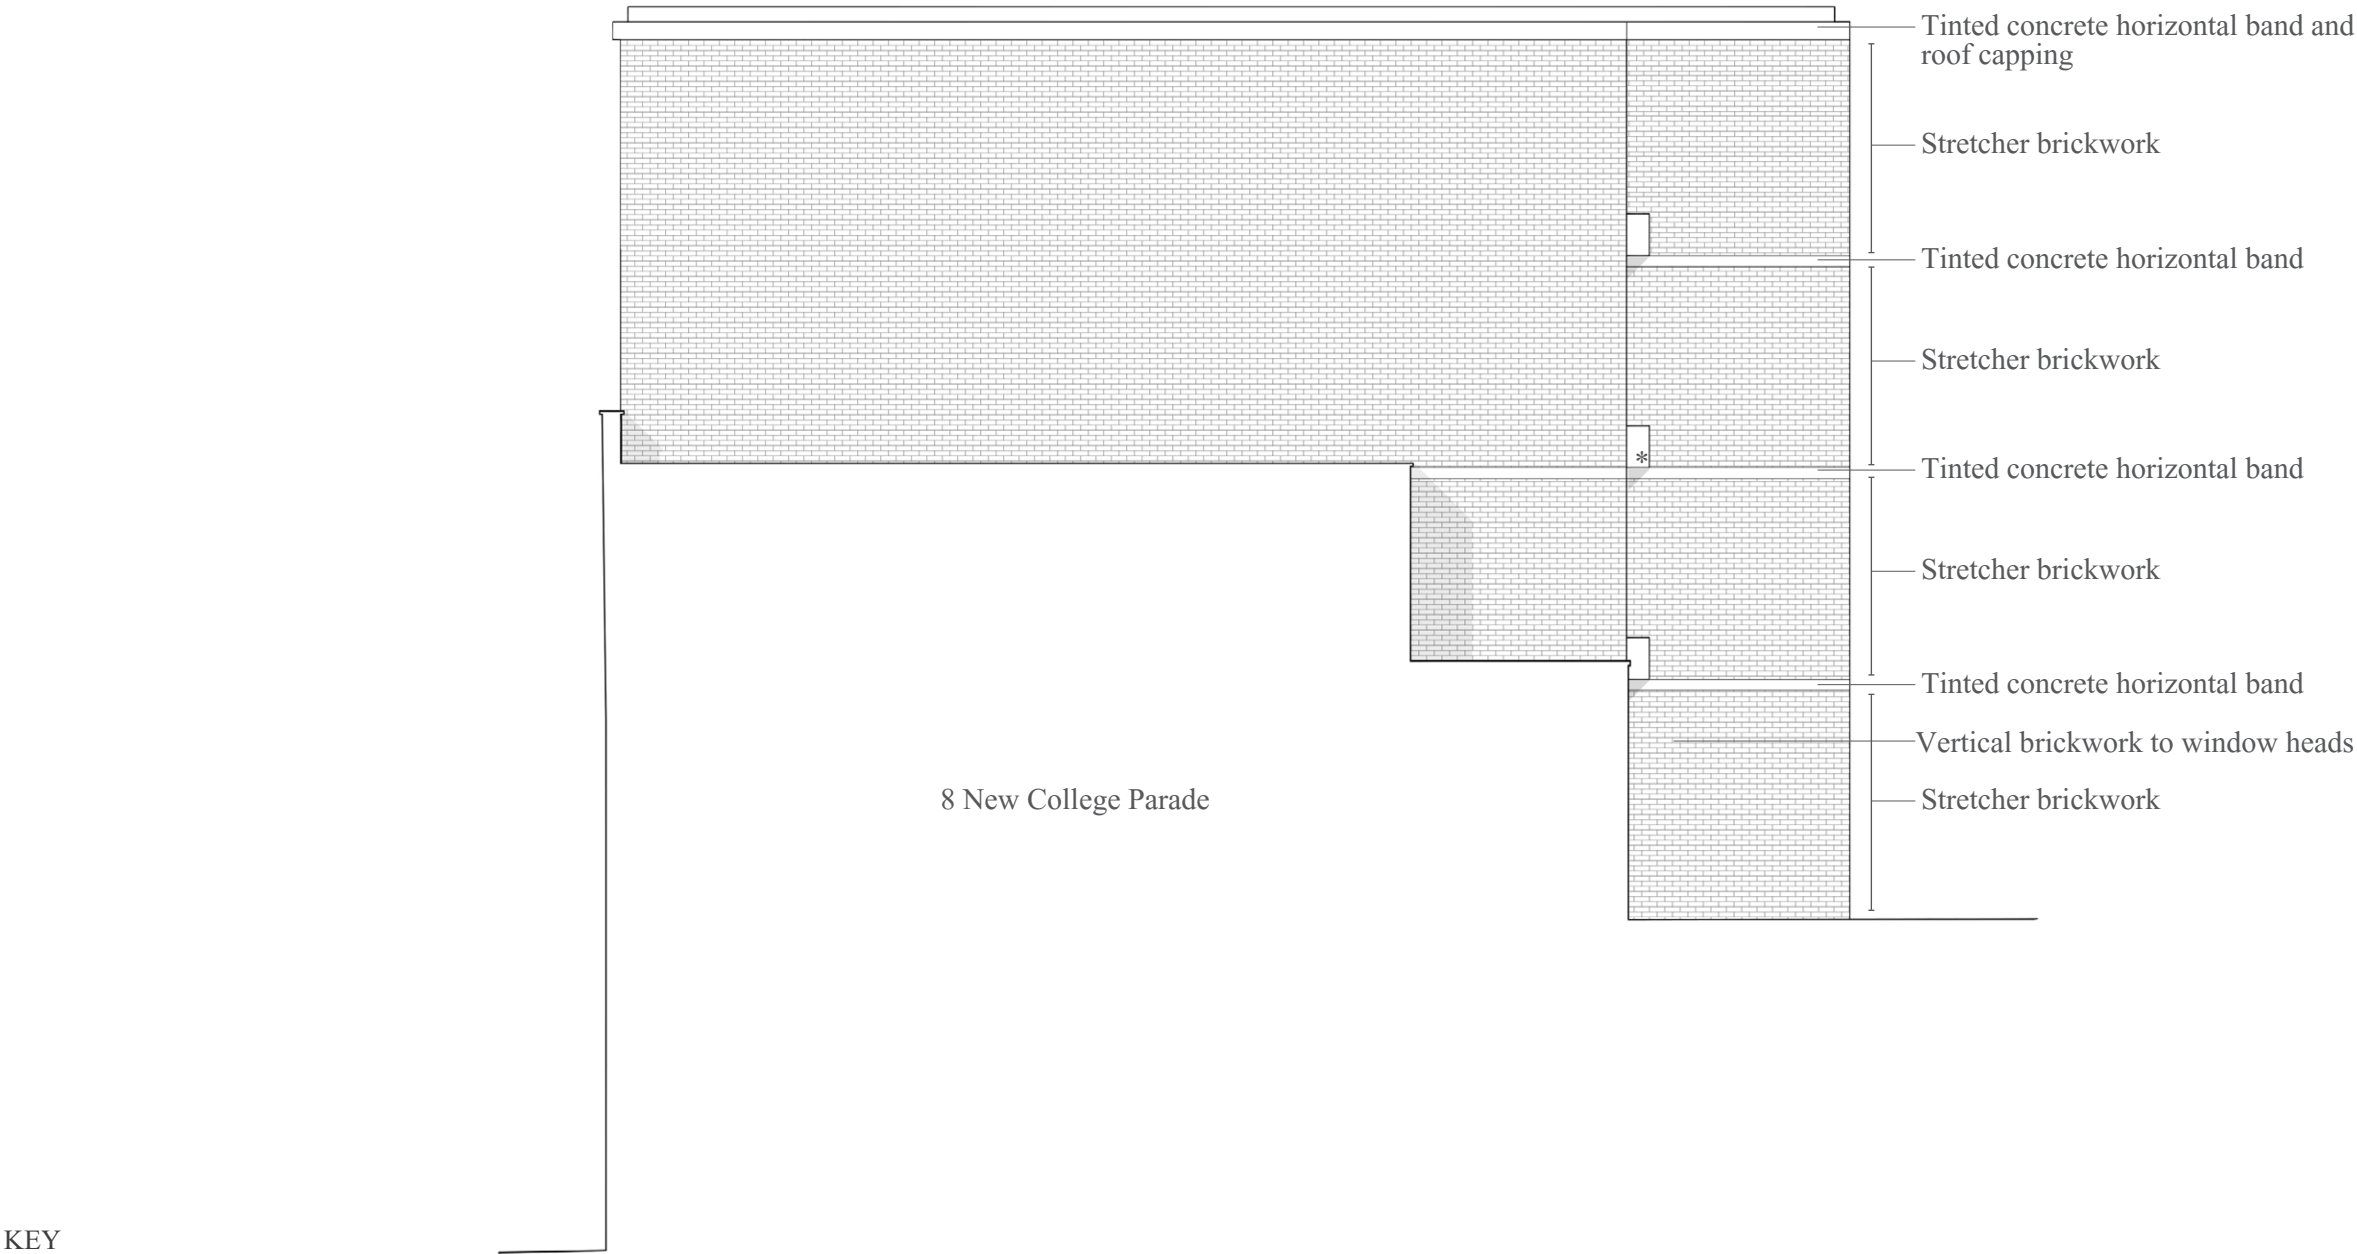 Tinted concrete horizontal band and
roof capping
Stretcher brickwork
Tinted concrete horizontal band
Stretcher brickwork
*
Tinted concrete horizontal band
Stretcher brickwork
Tinted concrete horizontal band
Vertical brickwork to window heads
8 New College Parade
Stretcher brickwork
KEY